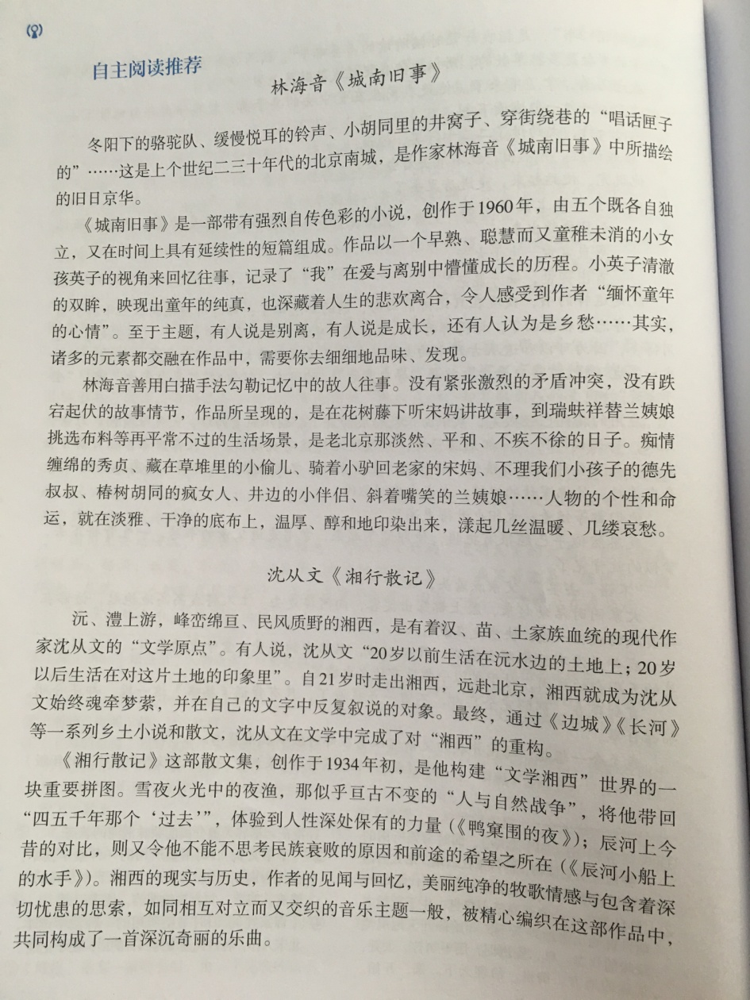 自主阅读推荐
林海音《城南旧事》
冬阳下的骆驼队、缓慢悦耳的铃声、小胡同里的井窝子、穿街绕巷的“唱话匣子
的”……这是上个世纪二三十年代的北京南城，是作家林海音《城南旧事》中所描绘
的旧日京华。
《城南旧事》是一部带有强烈自传色彩的小说，创作于1960年，由五个既各自独
立，又在时间上具有延续性的短篇组成。作品以一个早熟、聪慧而又童稚未消的小女
孩英子的视角来回忆往事，记录了“我”在爱与离别中懵懂成长的历程。小英子清澈
的双眸，映现出童年的纯真，也深藏着人生的悲欢离合，令人感受到作者“缅怀童年
的心情”。至于主题，有人说是别离，有人说是成长，还有人认为是乡愁……其实，
诸多的元素都交融在作品中，需要你去细细地品味、发现。
林海音善用白描手法勾勒记忆中的故人往事。没有紧张激烈的矛盾冲突，没有跌
宕起伏的故事情节，作品所呈现的，是在花树藤下听宋妈讲故事，到瑞蚨祥替兰姨娘
挑选布料等再平常不过的生活场景，是老北京那淡然、平和、不疾不徐的日子。痴情
缠绵的秀贞、藏在草堆里的小偷儿、骑着小驴回老家的宋妈、不理我们小孩子的德先
叔叔、椿树胡同的疯女人、井边的小伴侣、斜着嘴笑的兰姨娘……人物的个性和命
运，就在淡雅、干净的底布上，温厚、醇和地印染出来，漾起几丝温暖、几缕哀愁。
沈从文《湘行散记》
沅、澧上游，峰峦绵亘、民风质野的湘西，是有着汉、苗、土家族血统的现代作
家沈从文的“文学原点”。有人说，沈从文“20岁以前生活在沅水边的土地上；20岁
以后生活在对这片土地的印象里”。自21岁时走出湘西，远赴北京，湘西就成为沈从
文始终魂牵梦萦，并在自己的文字中反复叙说的对象。最终，通过《边城》《长河》
等一系列乡土小说和散文，沈从文在文学中完成了对“湘西”的重构。
《湘行散记》这部散文集，创作于1934年初，是他构建“文学湘西”世界的一
块重要拼图。雪夜火光中的夜渔，那似乎亘古不变的“人与自然战争”，将他带回
“四五千年那个‘过去’”，体验到人性深处保有的力量（《鸭窠围的夜》）；辰河上今
昔的对比，则又令他不能不思考民族衰败的原因和前途的希望之所在（《辰河小船上
的水手》）。湘西的现实与历史，作者的见闻与回忆，美丽纯净的牧歌情感与包含着深
切忧患的思索，如同相互对立而又交织的音乐主题一般，被精心编织在这部作品中，
共同构成了一首深沉奇丽的乐曲。